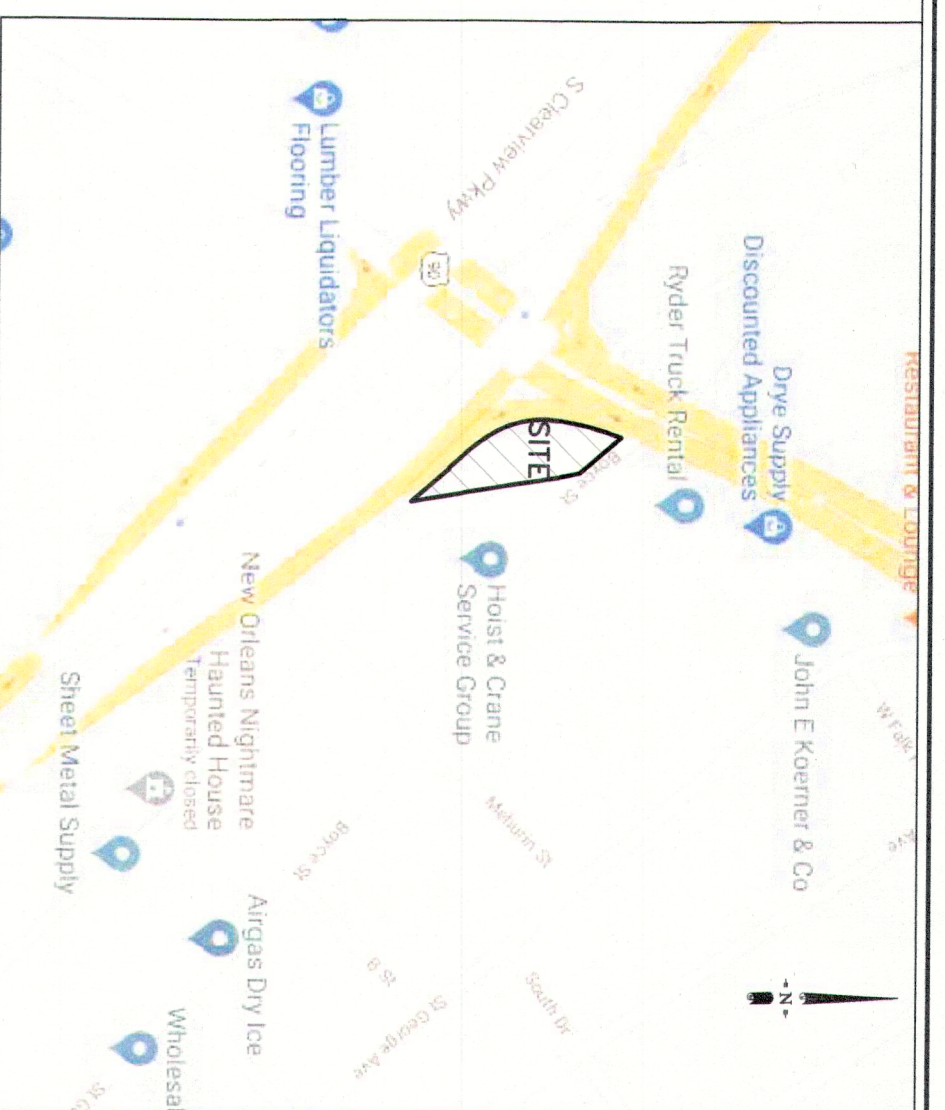 Restaurant & Lounge
John E Koerner & Co
Drye Supply
Discounted Appliances
N
Ryder Truck Rental
Boyce St
SITE
S Clearview Pkwy
90
Hoist & Crane
Service Group
Mehurin St
South Dr
Lumber Liquidators
Flooring
B St
St George Ave
Boyce St
New Orleans Nightmare
Haunted House
Temporarily closed
Airgas Dry Ice
Wholesal
St G
Sheet Metal Supply